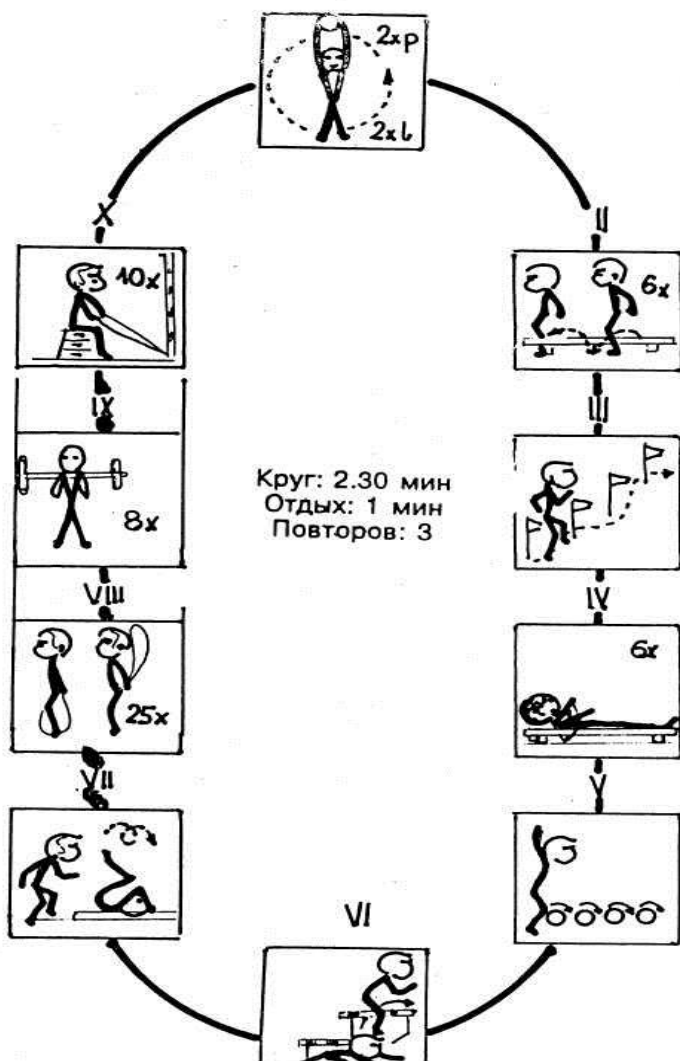 2xp
2xl
X
II
10x
6x
IX
III
Круг: 2.30 мин
Отдых: 1 мин
Повторов: 3
8x
VIII
IV
6x
25x
VII
V
VI